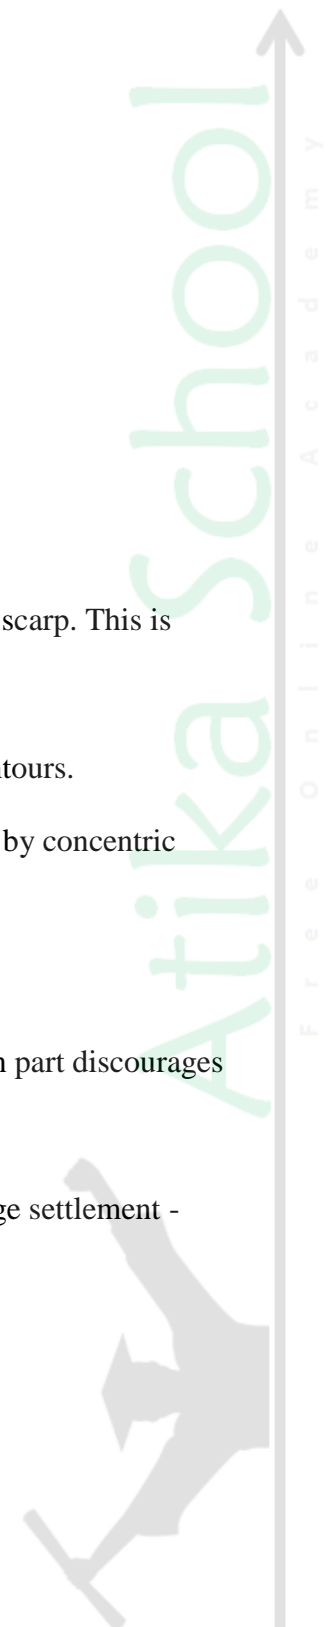 scarp. This is
tours.
by concentric
part discourages
ge settlement -
Atika School
Free Online Academy